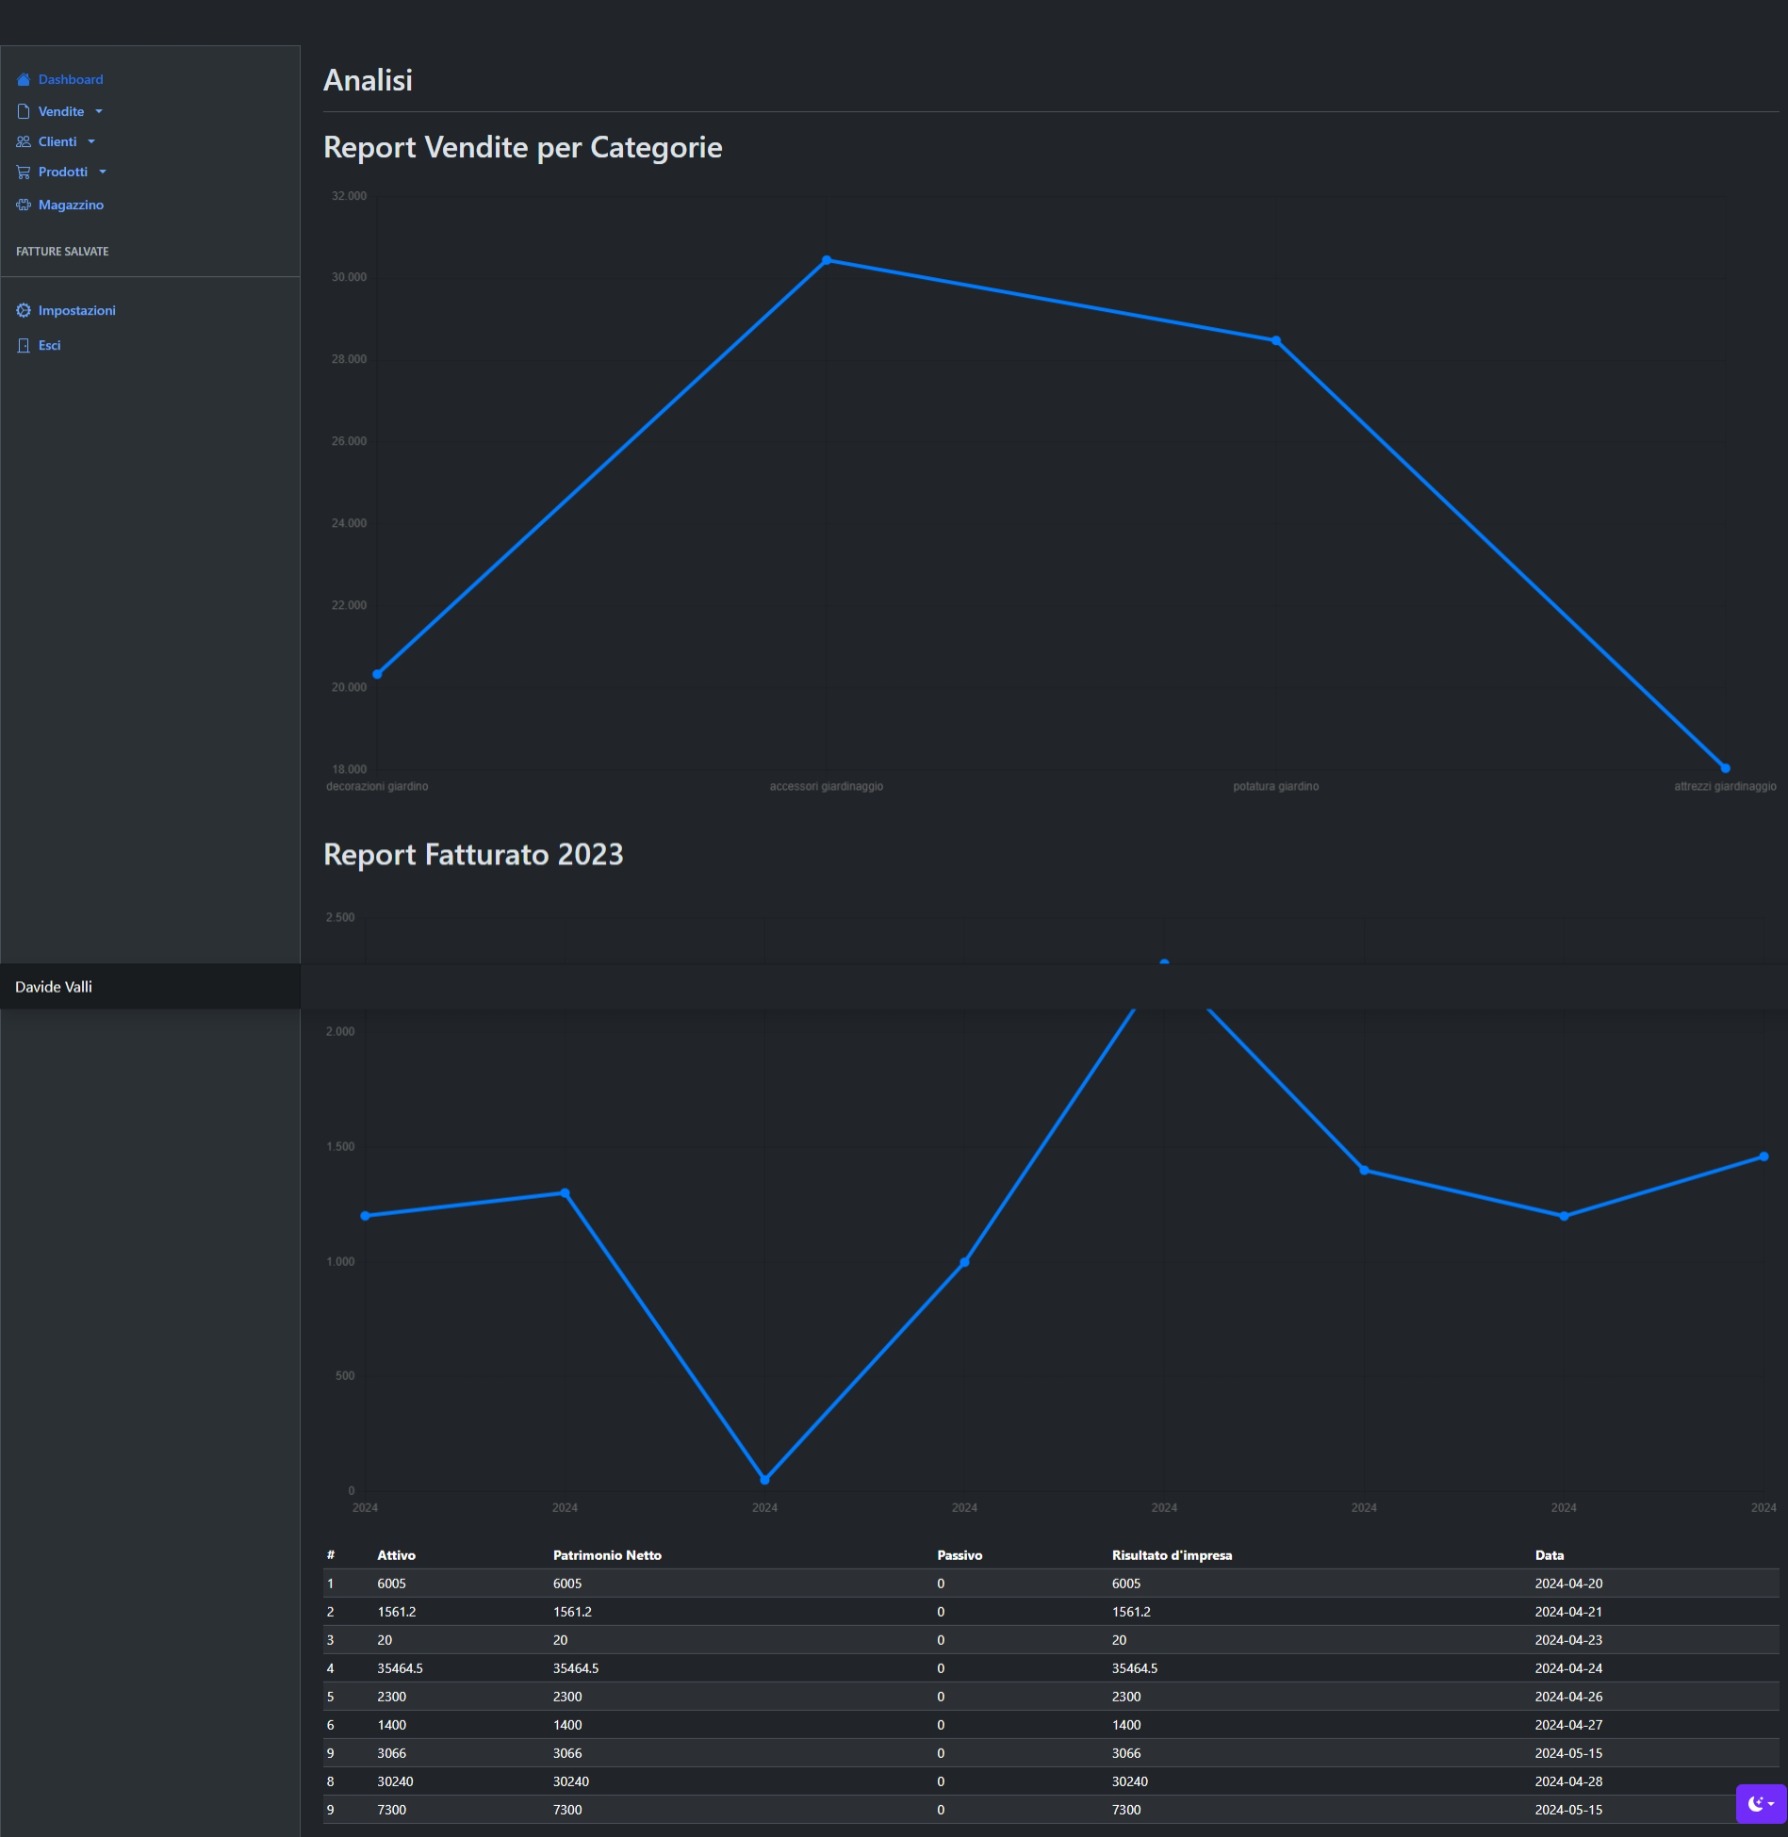 Dashboard
Vendite
Clienti
Prodotti
Magazzino
FATTURE SALVATE
Impostazioni
Esci
Davide Valli
Analisi
Report Vendite per Categorie
32.000
30.000
28.000
26.000
24.000
22.000
20.000
18.000
decorazioni giardino accessori giardinaggio potatura giardino attrezzi giardinaggio
Report Fatturato 2023
2.500
2.000
1.500
1.000
500
0
2024 2024 2024 2024 2024 2024 2024 2024
# Attivo Patrimonio Netto Passivo Risultato d'impresa Data
1 6005 6005 0 6005 2024-04-20
2 1561.2 1561.2 0 1561.2 2024-04-21
3 20 20 0 20 2024-04-23
4 35464.5 35464.5 0 35464.5 2024-04-24
5 2300 2300 0 2300 2024-04-26
6 1400 1400 0 1400 2024-04-27
9 3066 3066 0 3066 2024-05-15
8 30240 30240 0 30240 2024-04-28
9 7300 7300 0 7300 2024-05-15